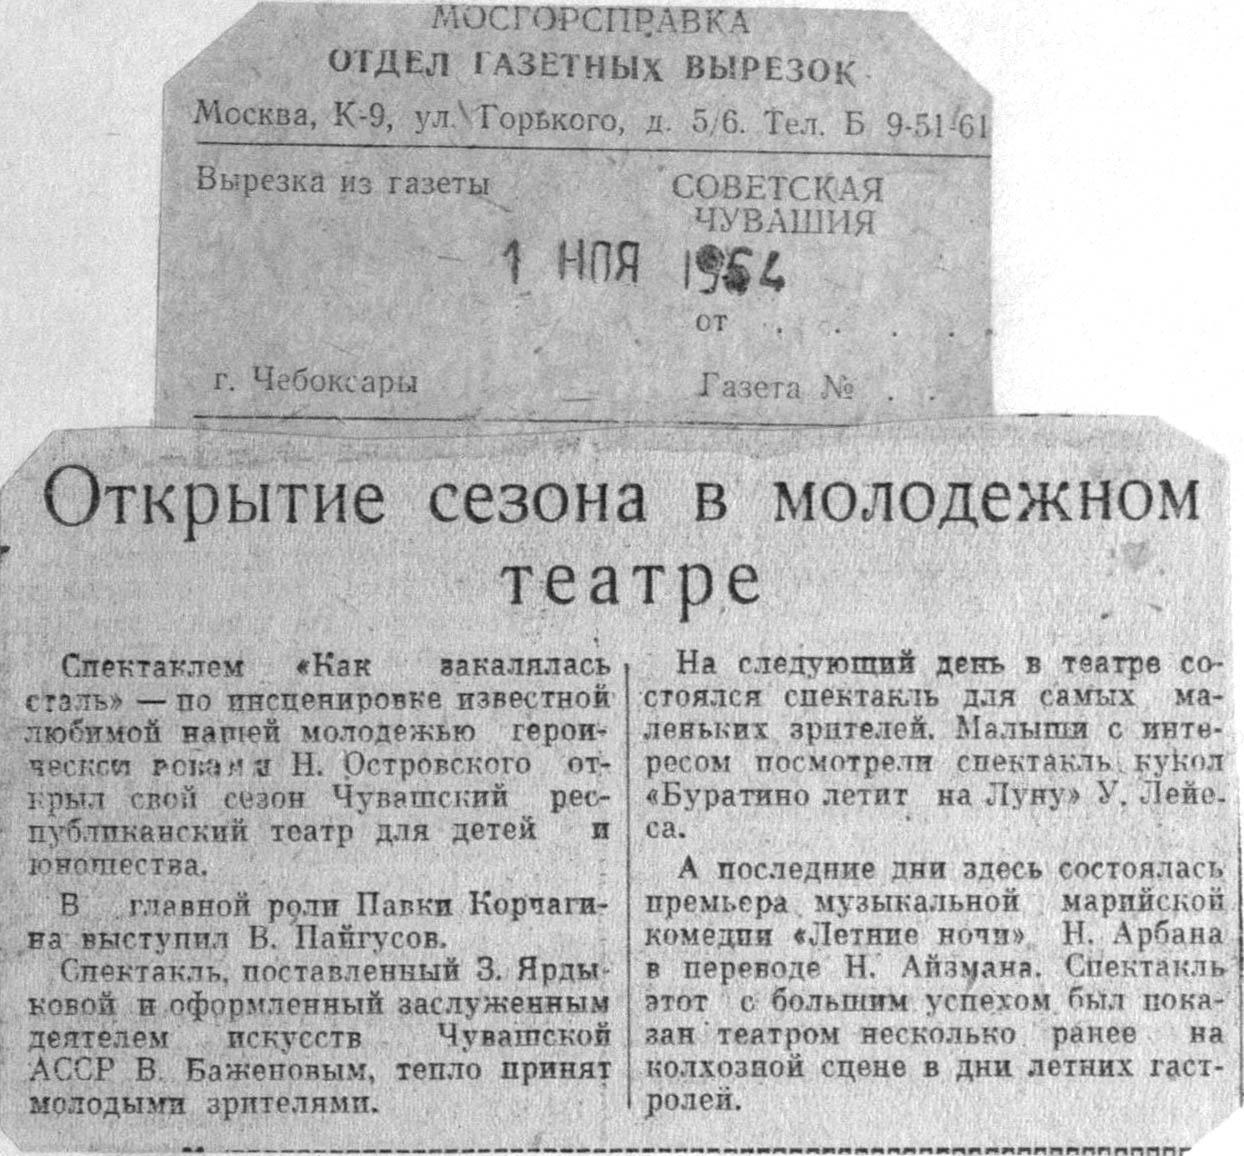 МОСГОРСПРАВКА
ОТДЕЛ ГАЗЕТНЫХ ВЫРЕЗОК
Москва, К-9, ул. Горького, д. 5/6. Тел. Б 9-51-61
Вырезка из газеты
СОВЕТСКАЯ
ЧУВАШИЯ
1 НОЯ 1964
от . . . .
г. Чебоксары
Газета № . .
Открытие сезона в молодежном
театре
Спектаклем «Как закалялась
сталь» — по инсценировке известной
любимой нашей молодежью герои-
ческом романа Н. Островского от-
крыл свой сезон Чувашский рес-
публиканский театр для детей и
юношества.
В главной роли Павки Корчаги-
на выступил В. Пайгусов.
Спектакль, поставленный З. Ярды-
ковой и оформленный заслуженным
деятелем искусств Чувашской
АССР В. Баженовым, тепло принят
молодыми зрителями.
На следующий день в театре со-
стоялся спектакль для самых ма-
леньких зрителей. Малыши с инте-
ресом посмотрели спектакль кукол
«Буратино летит на Луну» У. Лейе-
са.
А последние дни здесь состоялась
премьера музыкальной марийской
комедии «Летние ночи» Н. Арбана
в переводе Н. Айзмана. Спектакль
этот с большим успехом был пока-
зан театром несколько ранее на
колхозной сцене в дни летних гаст-
ролей.